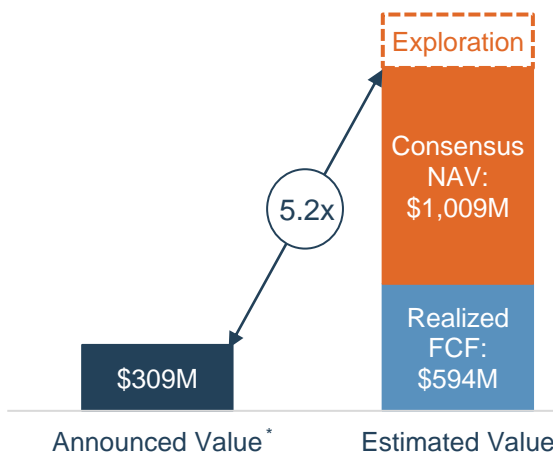 Exploration
Consensus
NAV:
$1,009M
5.2x
Realized
FCF:
$594M
$309M
Announced Value*
Estimated Value